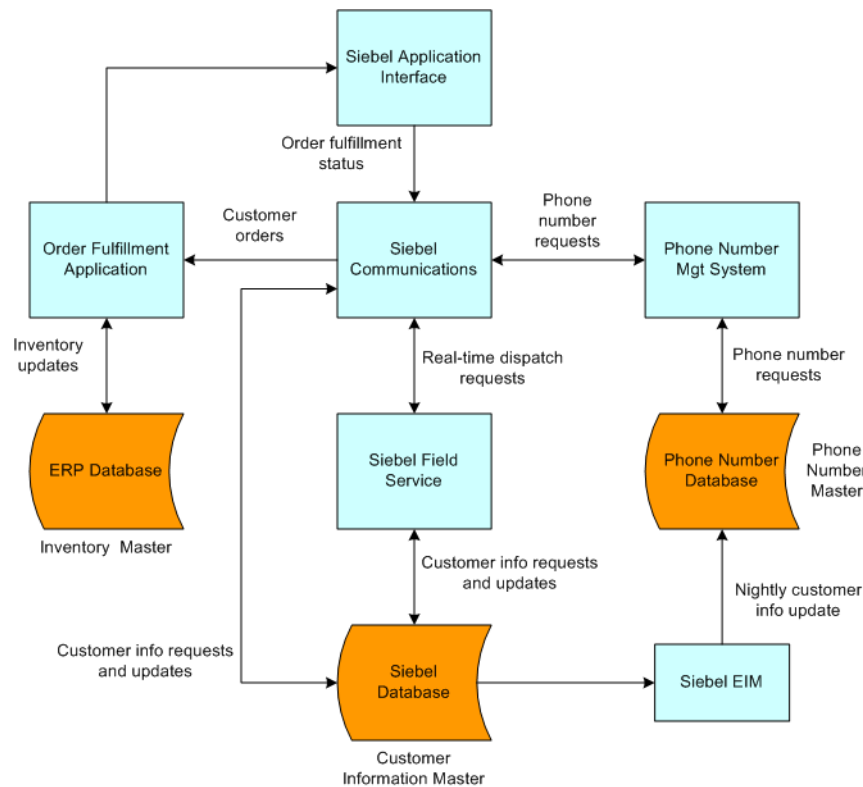 Siebel Application
Interface
Order fulfillment
status
Customer
orders
Phone
number
requests
Order Fulfillment
Application
Siebel
Communications
Phone Number
Mgt System
Inventory
updates
Real-time dispatch
requests
Phone number
requests
ERP Database
Siebel Field
Service
Phone Number
Database
Phone
Number
Master
Inventory Master
Customer info requests
and updates
Nightly customer
info update
Customer info requests
and updates
Siebel
Database
Siebel EIM
Customer
Information Master